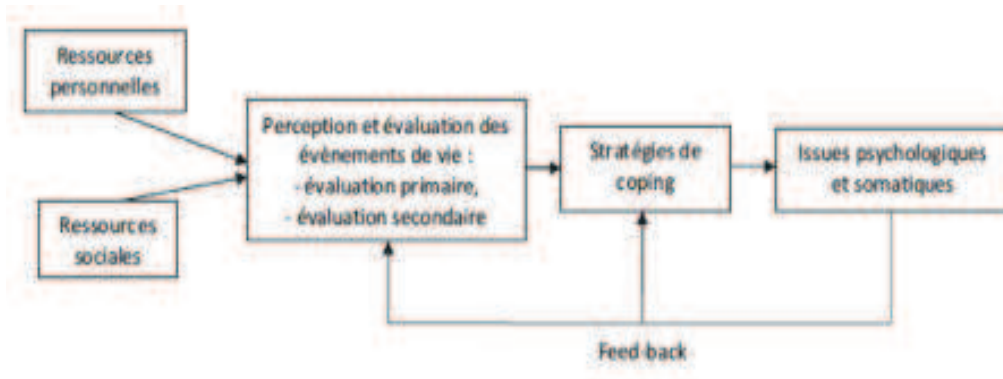 Ressources
personnelles
Perception et évaluation des
évènements de vie :
- évaluation primaire,
- évaluation secondaire
Ressources
sociales
Stratégies de
coping
Issues psychologiques
et somatiques
Feed back